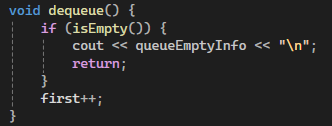 void dequeue() {
    if (isEmpty()) {
        cout << queueEmptyInfo << "\n";
        return;
    }
    first++;
}